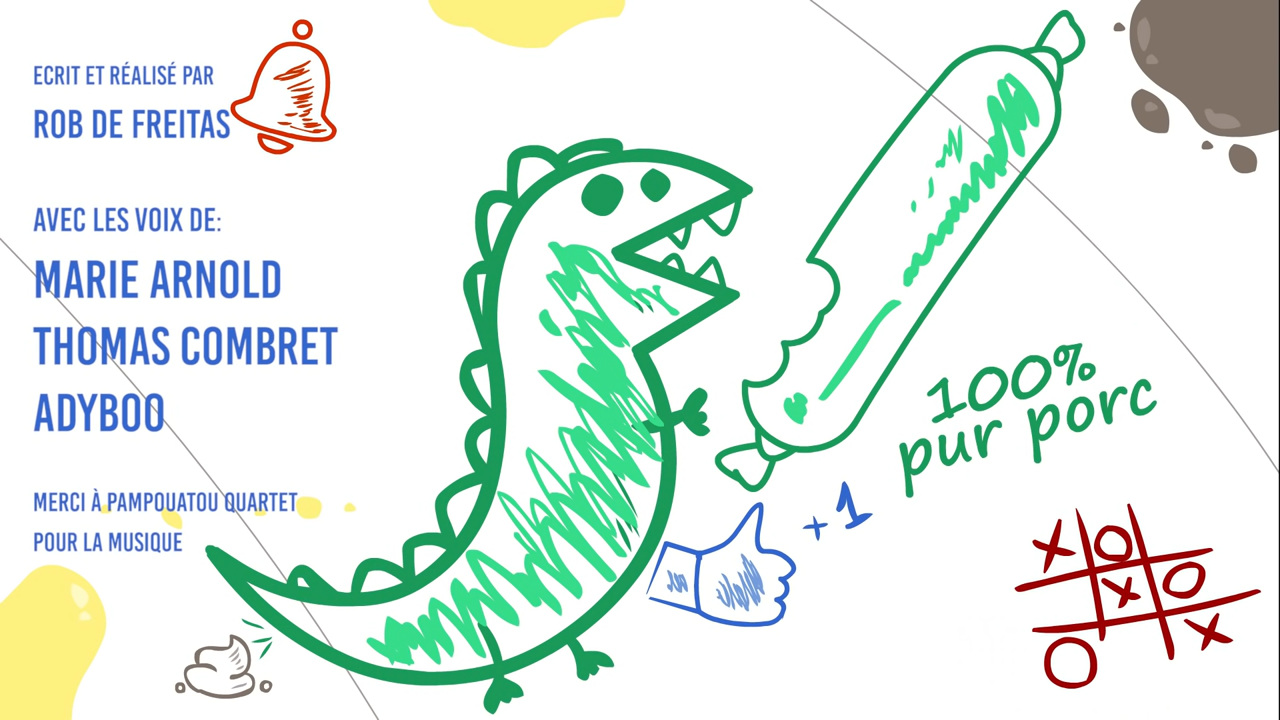 ECRIT ET RÉALISÉ PAR
ROB DE FREITAS
AVEC LES VOIX DE:
MARIE ARNOLD
THOMAS COMBRET
ADYBOO
MERCI À PAMPOUATOU QUARTET
POUR LA MUSIQUE
100%
pur porc
+1
X O
X O
O X